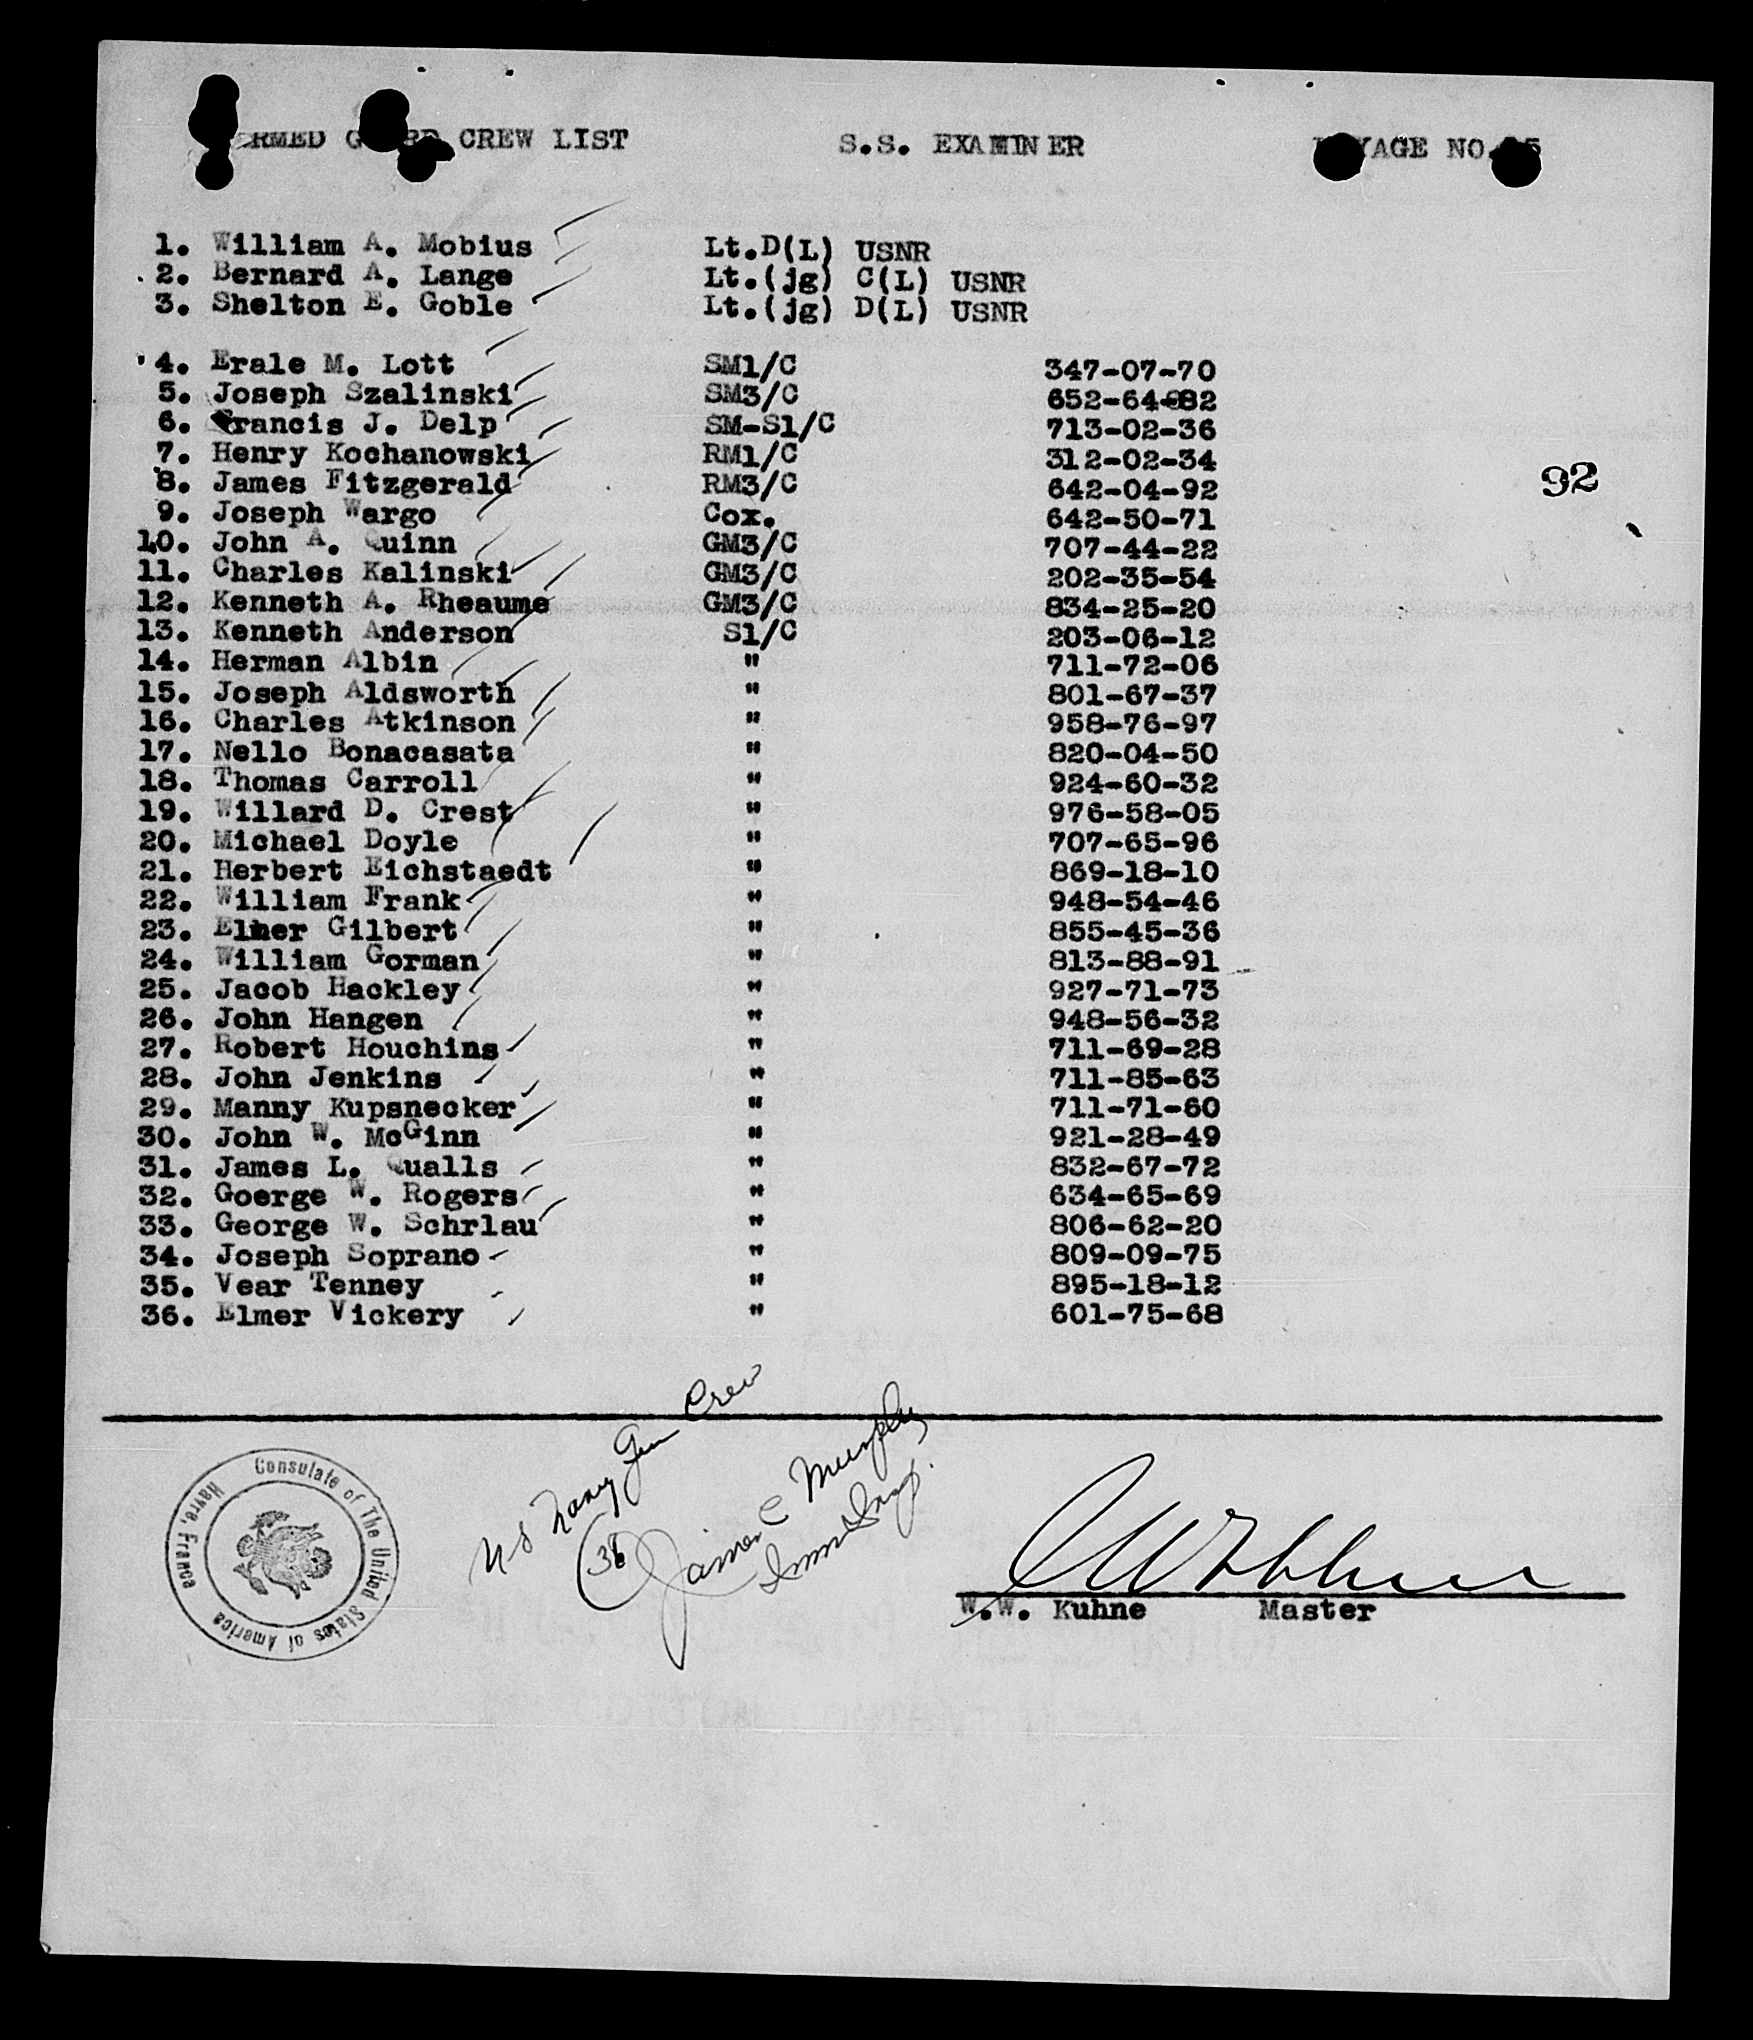 ARMED GUARD CREW LIST S.S. EXAMINER VOYAGE NO.
1. William A. Mobius Lt.D(L) USNR
2. Bernard A. Lange Lt.(jg) C(L) USNR
3. Shelton E. Goble Lt.(jg) D(L) USNR
4. Erale M. Lott SM1/C 347-07-70
5. Joseph Szalinski SM3/C 652-64-82
6. Francis J. Delp SM-S1/C 713-02-36
7. Henry Kochanowski RM1/C 312-02-34
8. James Fitzgerald RM3/C 642-04-92
92
9. Joseph Wargo Cox. 642-50-71
10. John A. Quinn GM3/C 707-44-22
11. Charles Kalinski GM3/C 202-35-54
12. Kenneth A. Rheaume GM3/C 834-25-20
13. Kenneth Anderson S1/C 203-06-12
14. Herman Albin " 711-72-06
15. Joseph Aldsworth " 801-67-37
16. Charles Atkinson " 958-76-97
17. Nello Bonacasata " 820-04-50
18. Thomas Carroll " 924-60-32
19. Willard D. Crest " 976-58-05
20. Michael Doyle " 707-65-96
21. Herbert Eichstaedt " 869-18-10
22. William Frank " 948-54-46
23. Elmer Gilbert " 855-45-36
24. William Gorman " 813-88-91
25. Jacob Hackley " 927-71-73
26. John Hangen " 948-56-32
27. Robert Houchins " 711-69-28
28. John Jenkins " 711-85-63
29. Manny Kupsnecker " 711-71-60
30. John W. McGinn " 921-28-49
31. James L. Qualls " 832-67-72
32. Goerge W. Rogers " 634-65-69
33. George W. Schrlau " 806-62-20
34. Joseph Soprano " 809-09-75
35. Vear Tenney " 895-18-12
36. Elmer Vickery " 601-75-68
U S Navy Gun Crew
(36)
James C Murphy
Imm Insp.
Consulate of The United States of America
Havre, France
W.W. Kuhne Master